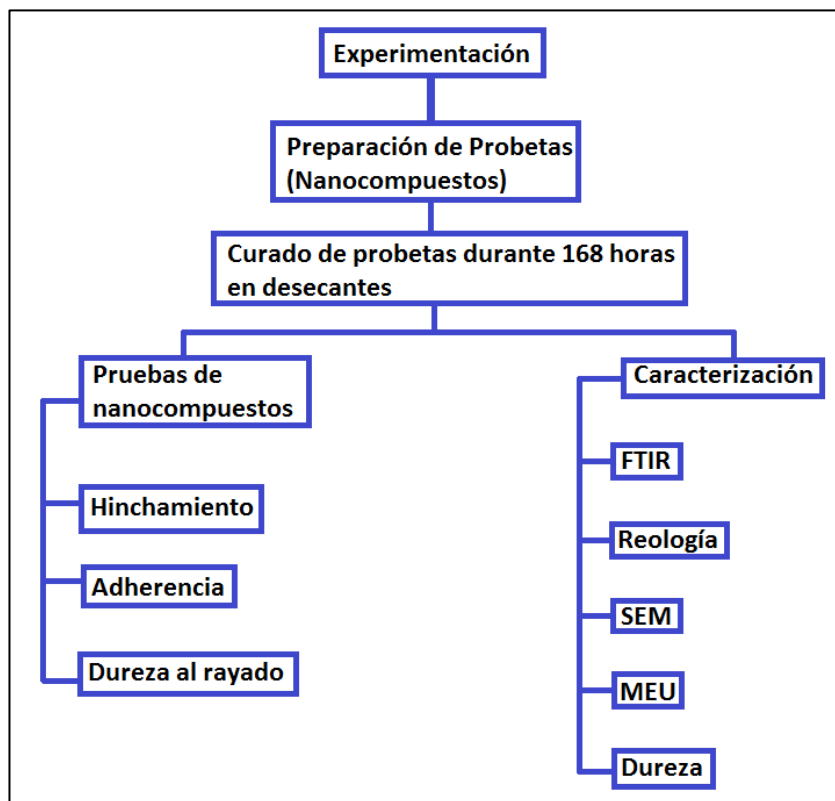 Experimentación
Preparación de Probetas
(Nanocompuestos)
Curado de probetas durante 168 horas
en desecantes
Pruebas de
nanocompuestos
Hinchamiento
Adherencia
Dureza al rayado
Caracterización
FTIR
Reología
SEM
MEU
Dureza